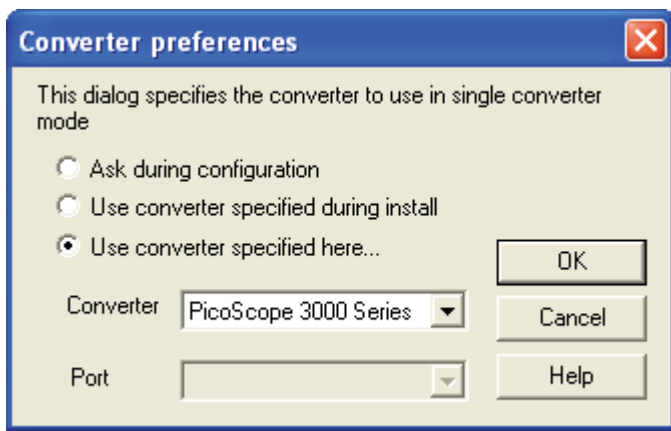 Converter preferences
This dialog specifies the converter to use in single converter
mode
Ask during configuration
Use converter specified during install
Use converter specified here...
OK
Converter PicoScope 3000 Series
Cancel
Port
Help